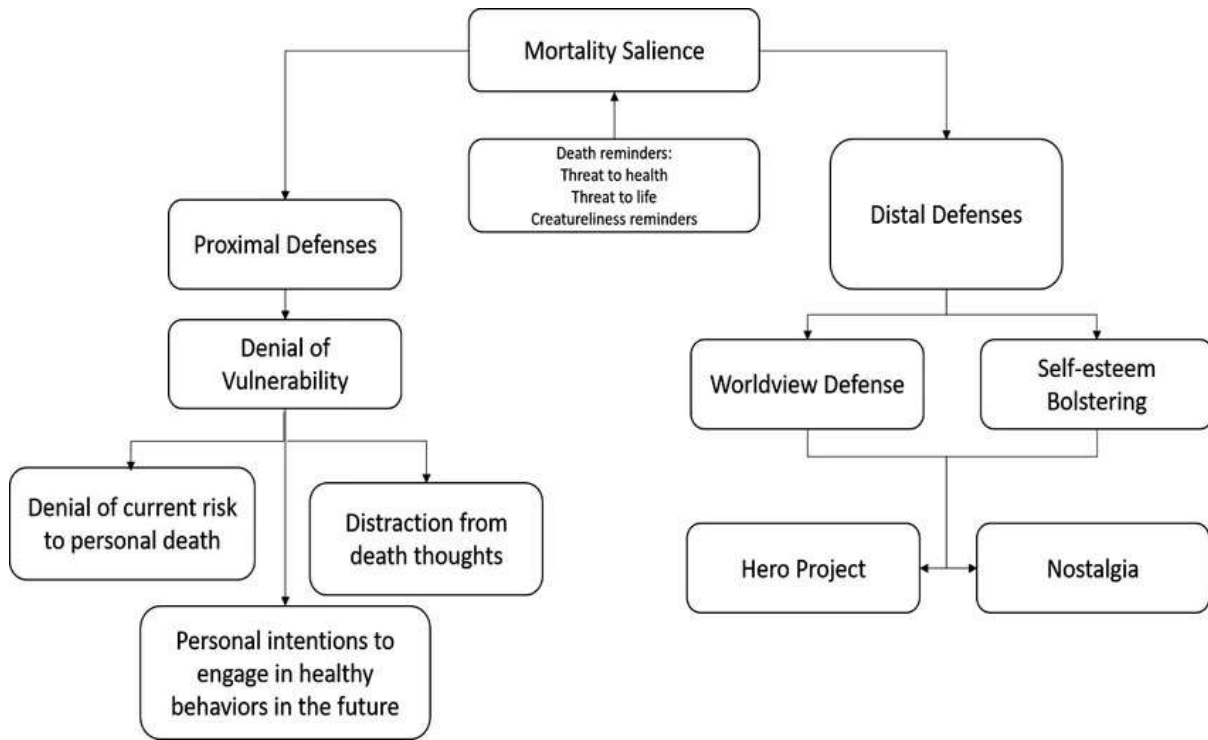 Mortality Salience
Death reminders:
Threat to health
Threat to life
Creatureliness reminders
Proximal Defenses
Distal Defenses
Denial of
Vulnerability
Worldview Defense
Self-esteem
Bolstering
Denial of current risk
to personal death
Distraction from
death thoughts
Personal intentions to
engage in healthy
behaviors in the future
Hero Project
Nostalgia